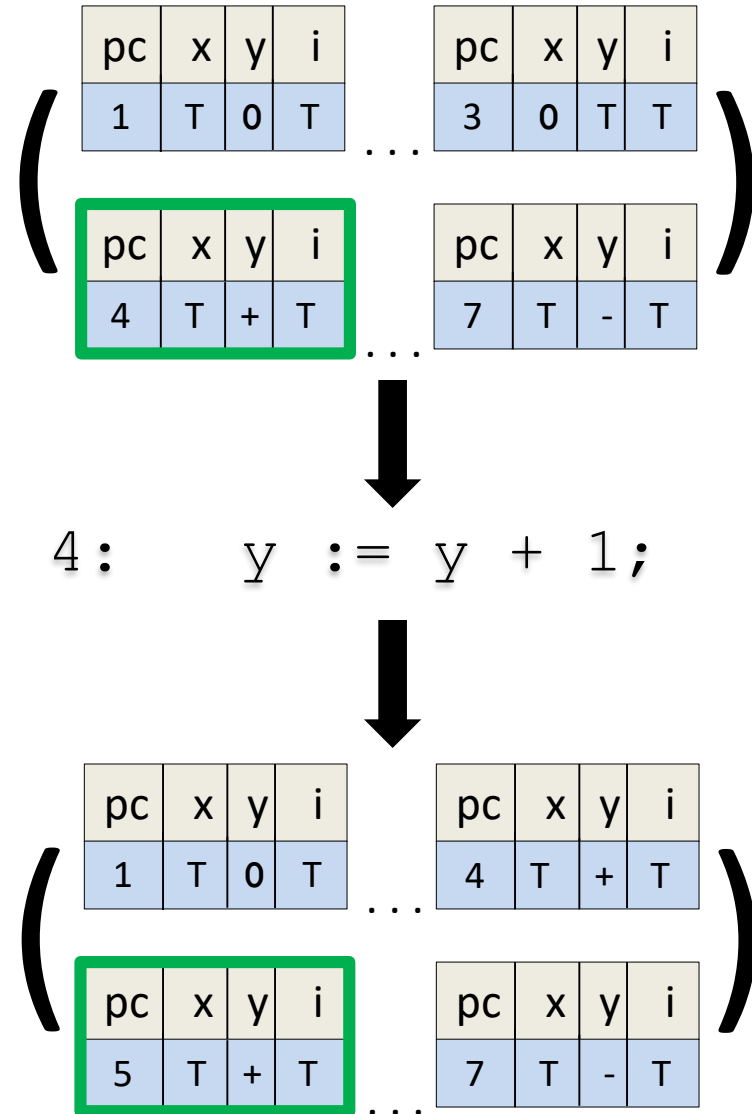 pc x y i pc x y i
1 T 0 T ... 3 0 T T
pc x y i pc x y i
4 T + T ... 7 T - T
4: y := y + 1;
pc x y i pc x y i
1 T 0 T ... 4 T + T
pc x y i pc x y i
5 T + T ... 7 T - T